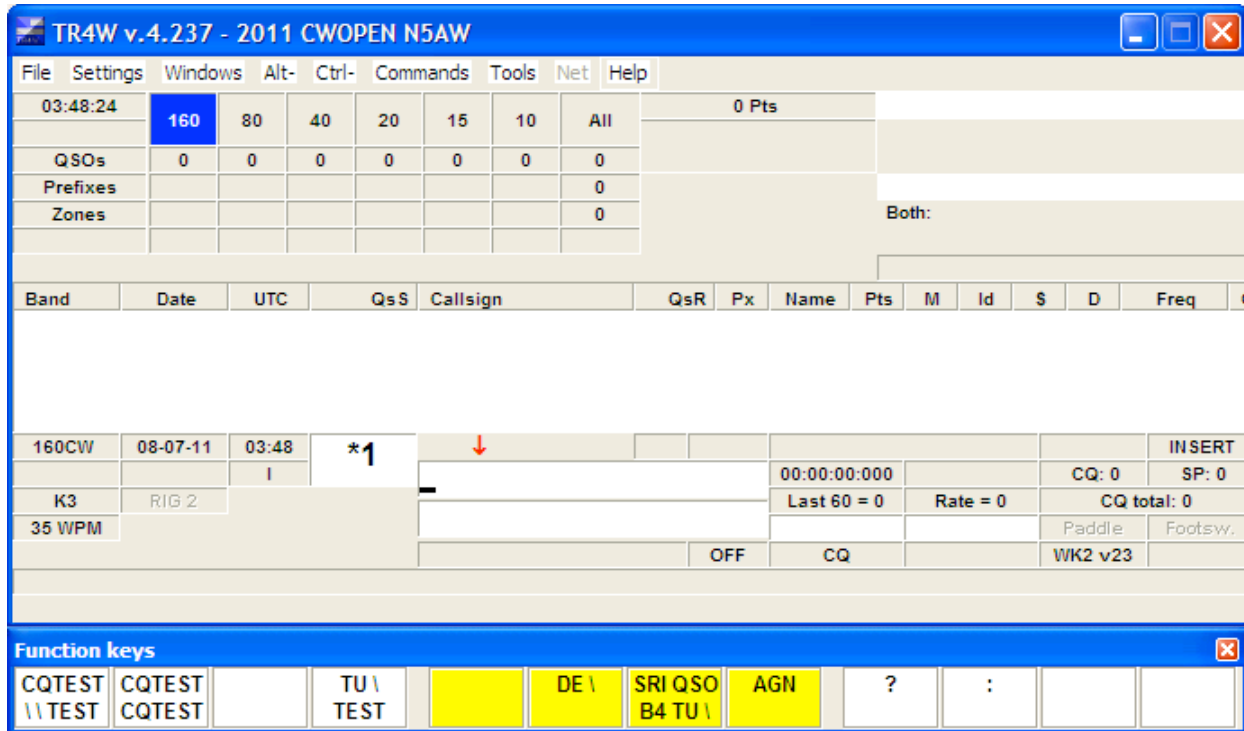 TR4W v.4.237 - 2011 CWOPEN N5AW
File Settings Windows Alt- Ctrl- Commands Tools Net Help
03:48:24 160 80 40 20 15 10 All 0 Pts
QSOs 0 0 0 0 0 0 0
Prefixes 0
Zones 0 Both:
Band Date UTC QsS Callsign QsR Px Name Pts M Id $ D Freq
160CW 08-07-11 03:48 *1 ↓ INSERT
I 00:00:00:000 CQ: 0 SP: 0
K3 RIG 2 Last 60 = 0 Rate = 0 CQ total: 0
35 WPM Paddle Footsw.
OFF CQ WK2 v23
Function keys
CQTEST CQTEST TU \ DE \ SRI QSO AGN ? :
\\ TEST CQTEST TEST B4 TU \